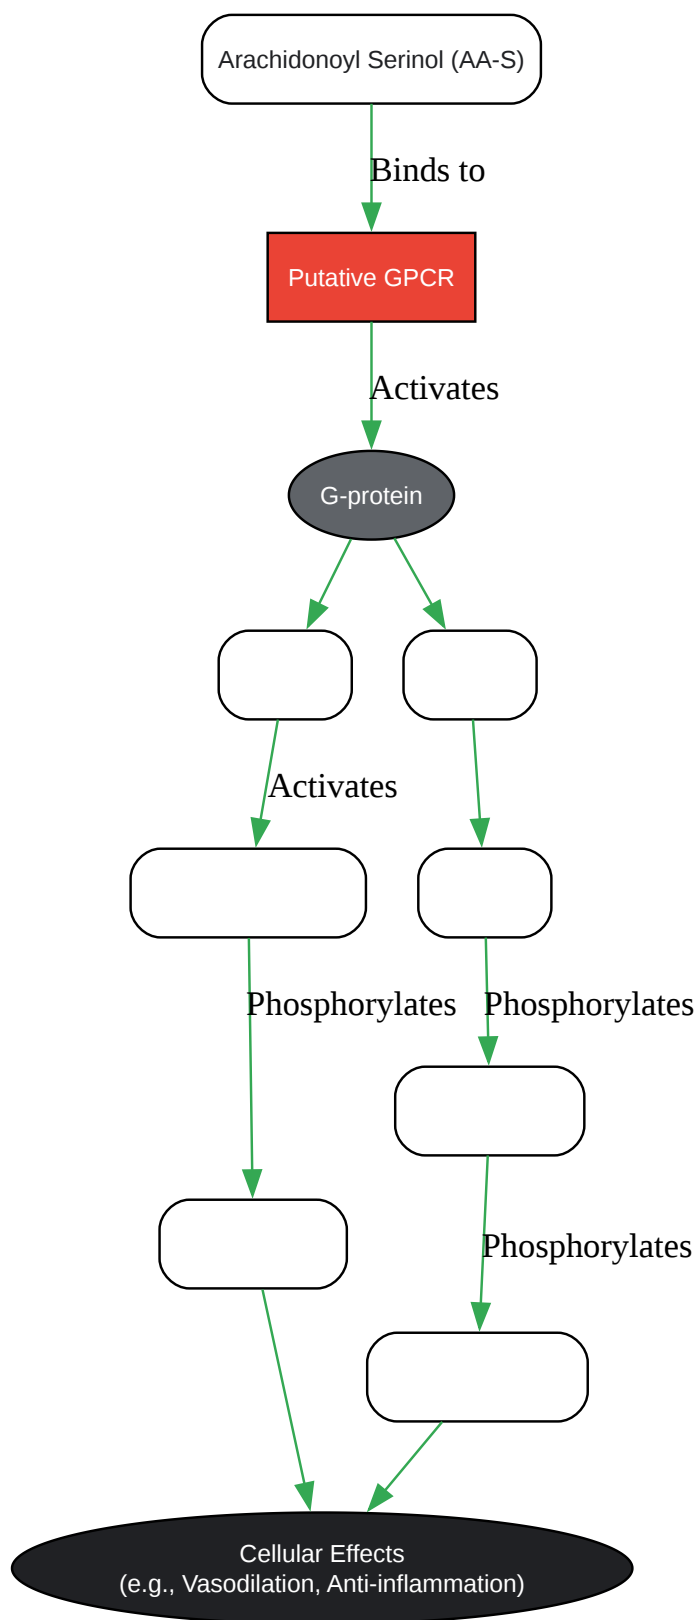 Arachidonoyl Serinol (AA-S)
Binds to
Putative GPCR
Activates
G-protein
Activates
Phosphorylates
Phosphorylates
Phosphorylates
Cellular Effects
(e.g., Vasodilation, Anti-inflammation)